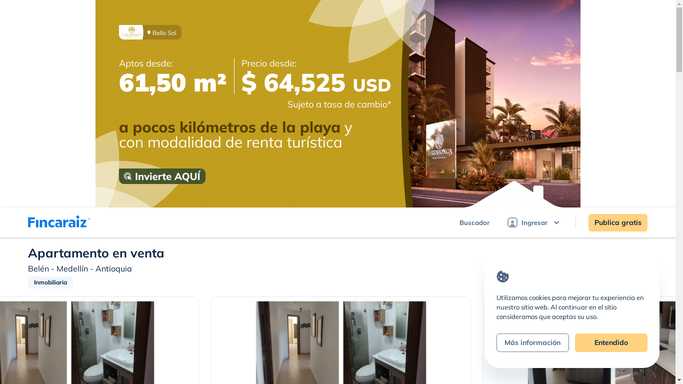 Bello Sol
Aptos desde:
61,50 m²
Precio desde:
$ 64,525 USD
Sujeto a tasa de cambio*
a pocos kilómetros de la playa y
con modalidad de renta turística
Invierte AQUÍ
Fincaraiz
Buscador
Ingresar
Publica gratis
Apartamento en venta
Belén - Medellín - Antioquia
Inmobiliaria
Utilizamos cookies para mejorar tu experiencia en
nuestro sitio web. Al continuar en el sitio
consideramos que aceptas su uso.
Más información
Entendido